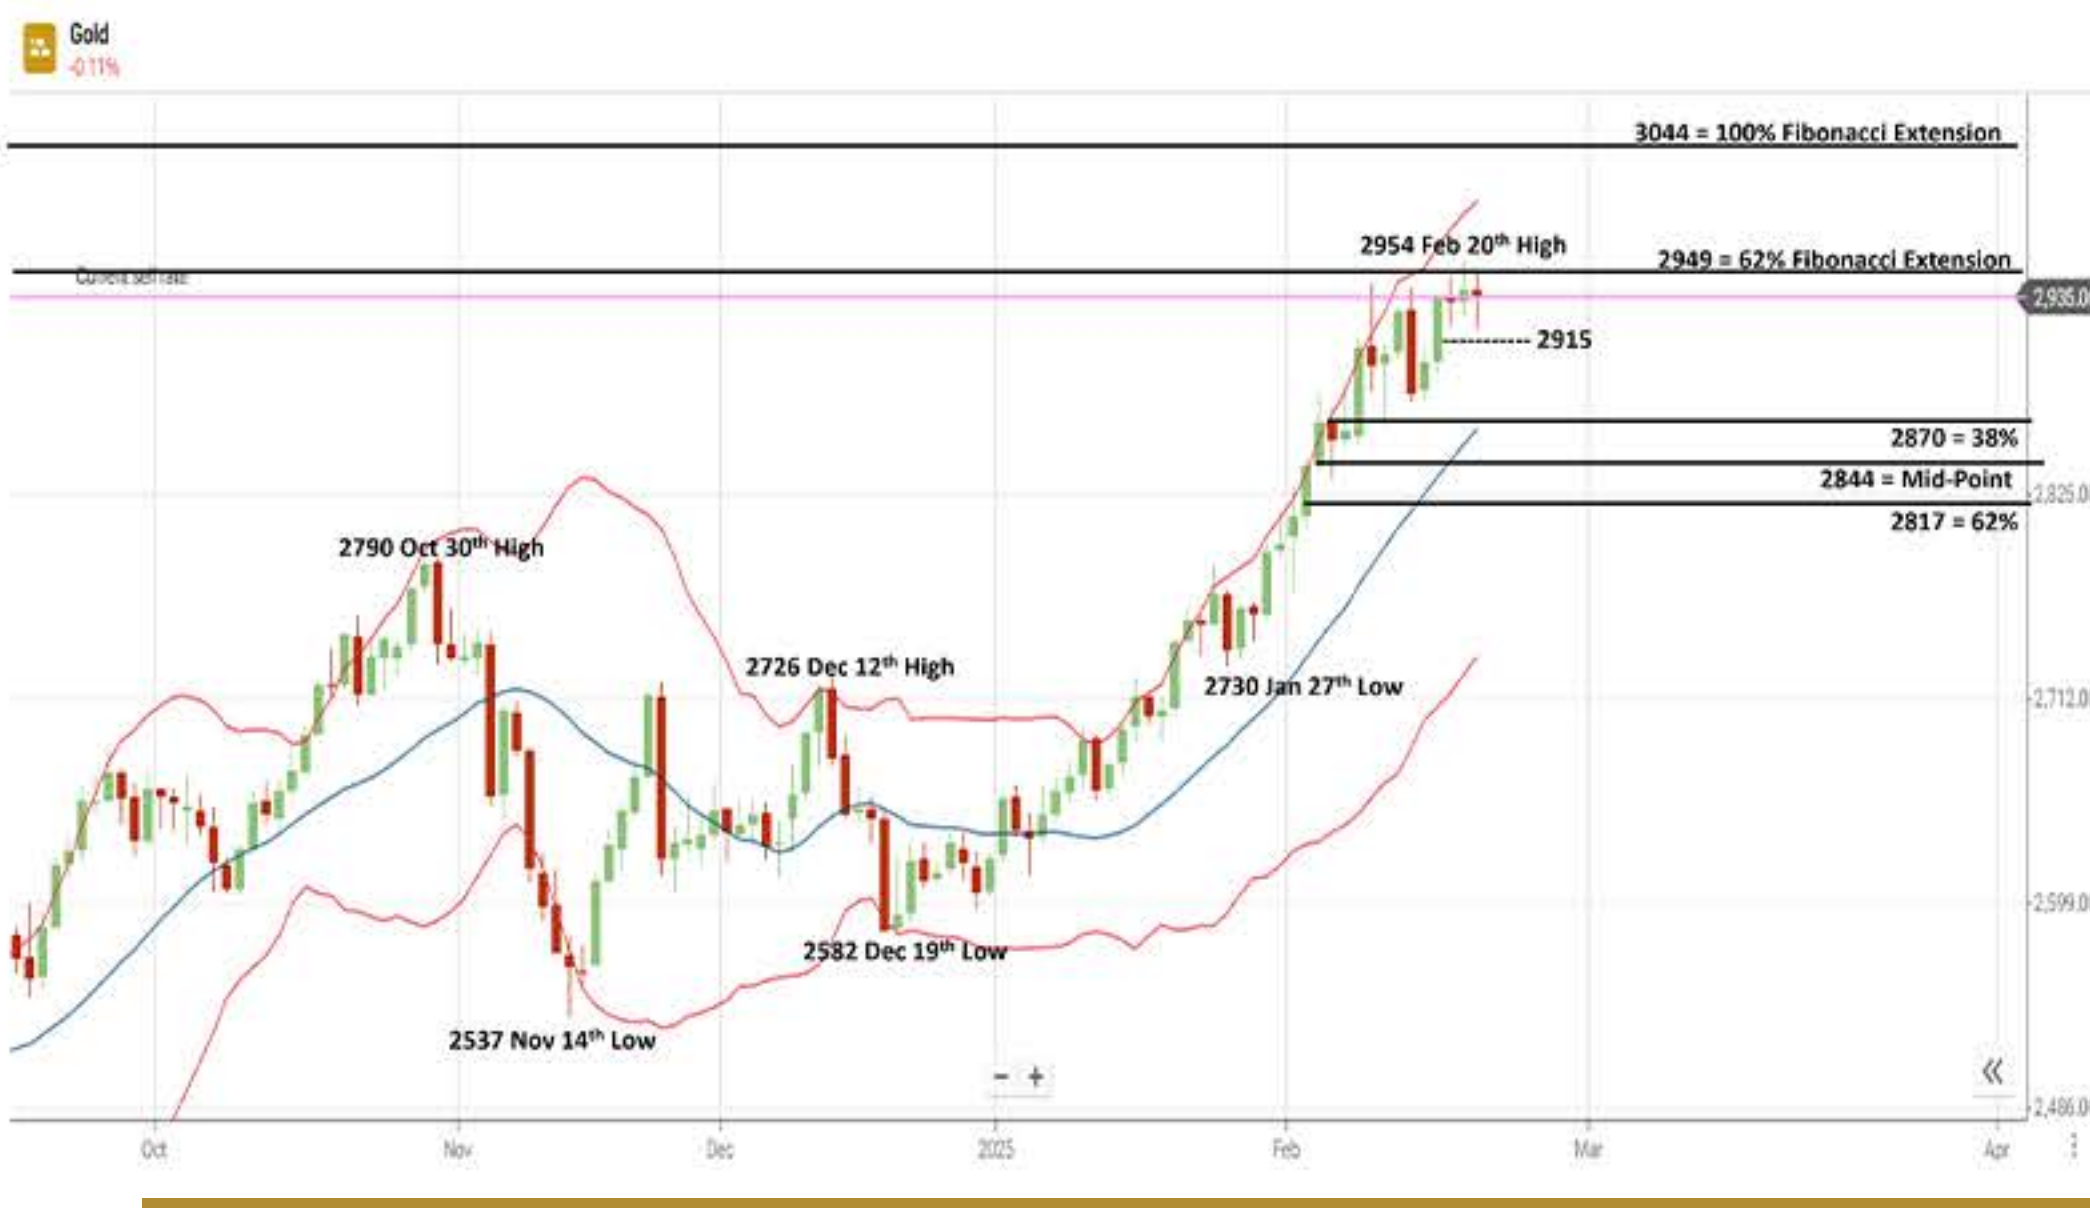 Gold
-0.11%
3044 = 100% Fibonacci Extension
2954 Feb 20th High
2949 = 62% Fibonacci Extension
2,935.0
2915
2870 = 38%
2844 = Mid-Point
2,825.0
2817 = 62%
2790 Oct 30th High
2726 Dec 12th High
2730 Jan 27th Low
2,712.0
2,599.0
2582 Dec 19th Low
2537 Nov 14th Low
− +
«
2,486.0
Oct Nov Dec 2025 Feb Mar Apr